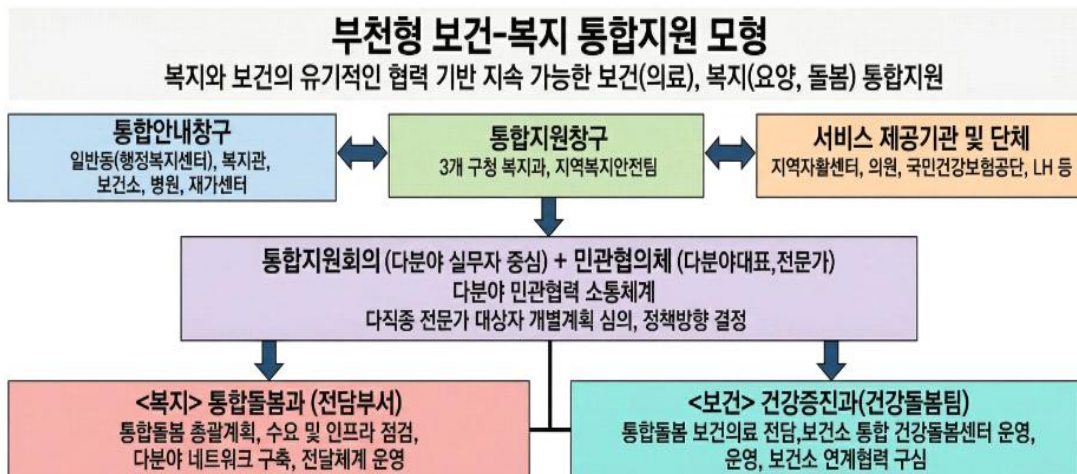 부천형 보건-복지 통합지원 모형
복지와 보건의 유기적인 협력 기반 지속 가능한 보건(의료), 복지(요양, 돌봄) 통합지원
통합안내창구
일반동(행정복지센터), 복지관,
보건소, 병원, 재가센터
통합지원창구
3개 구청 복지과, 지역복지안전팀
서비스 제공기관 및 단체
지역자활센터, 의원, 국민건강보험공단, LH 등
통합지원회의 (다분야 실무자 중심) + 민관협의체 (다분야대표,전문가)
다분야 민관협력 소통체계
다직종 전문가 대상자 개별계획 심의, 정책방향 결정
<복지> 통합돌봄과 (전담부서)
통합돌봄 총괄계획, 수요 및 인프라 점검,
다분야 네트워크 구축, 전달체계 운영
<보건> 건강증진과(건강돌봄팀)
통합돌봄 보건의료 전담,보건소 통합 건강돌봄센터 운영,
운영, 보건소 연계협력 구심